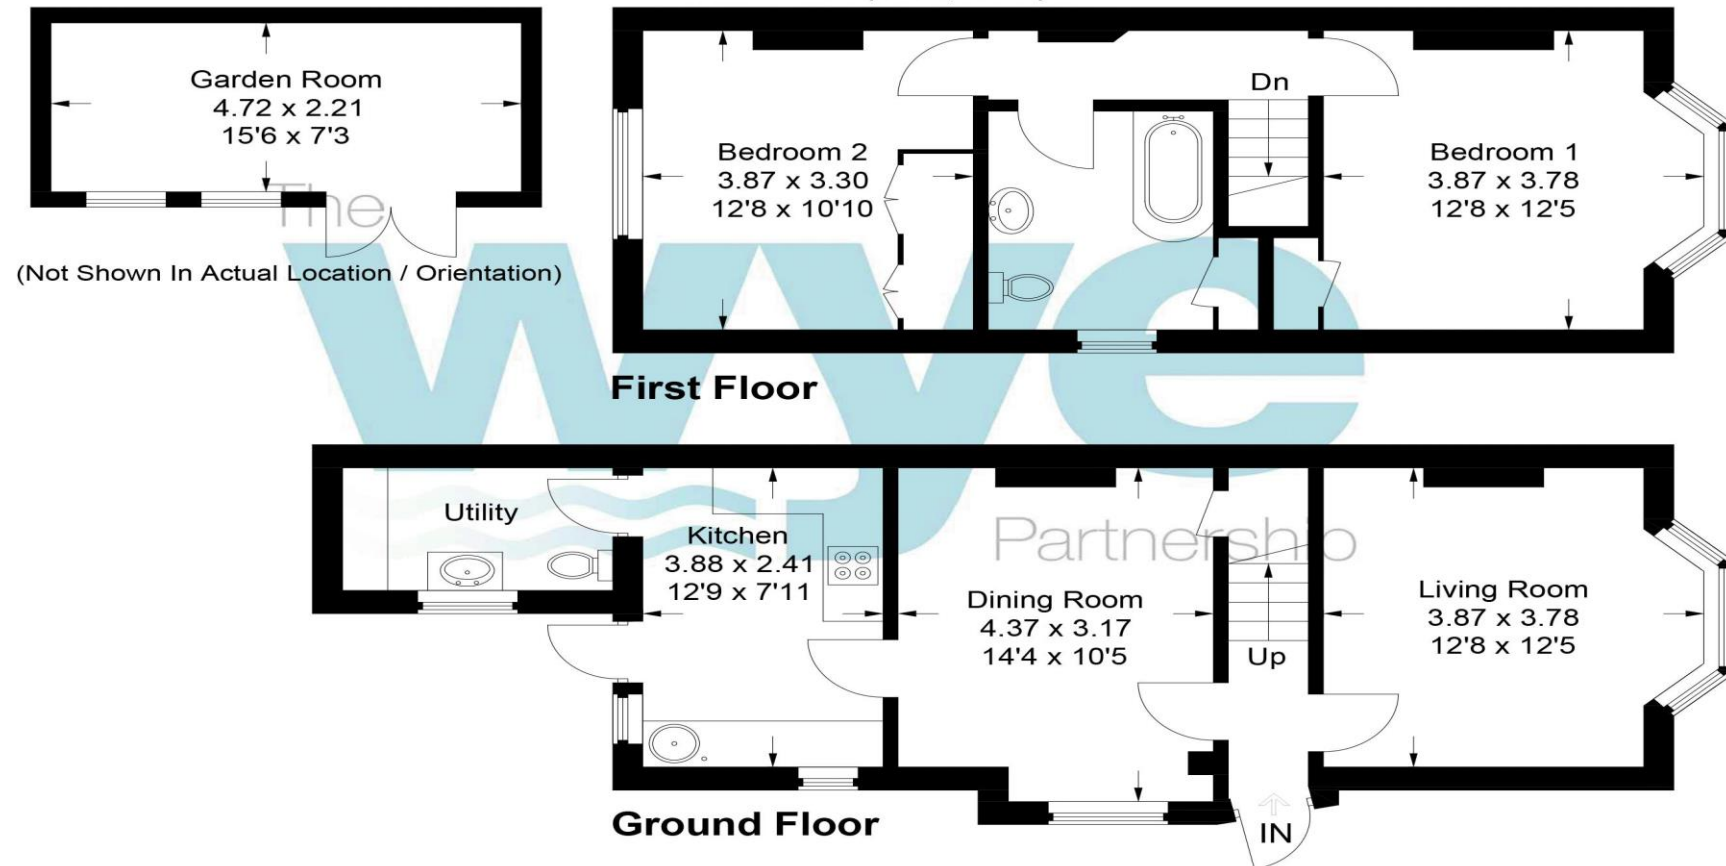 Garden Room
4.72 x 2.21
15'6 x 7'3
(Not Shown In Actual Location / Orientation)
Bedroom 2
3.87 x 3.30
12'8 x 10'10
Dn
Bedroom 1
3.87 x 3.78
12'8 x 12'5
The
wye
Partnership
First Floor
Utility
Kitchen
3.88 x 2.41
12'9 x 7'11
Dining Room
4.37 x 3.17
14'4 x 10'5
Up
Living Room
3.87 x 3.78
12'8 x 12'5
IN
Ground Floor